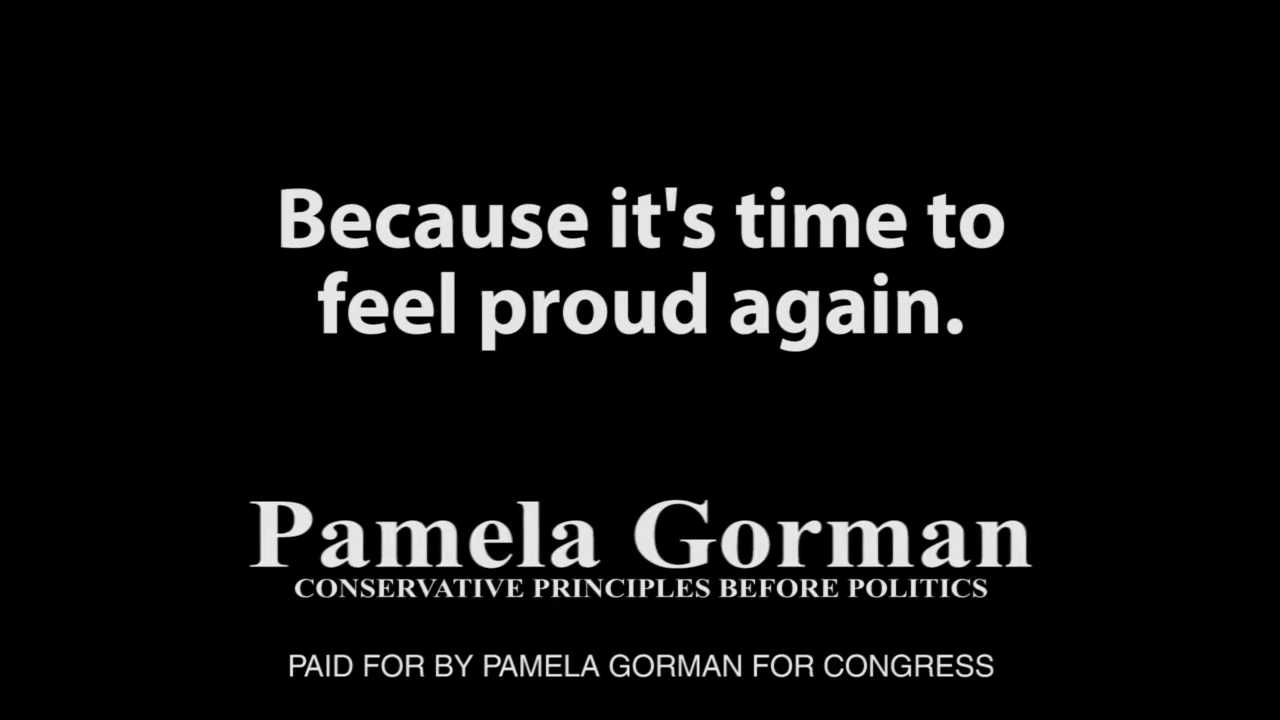 Because it's time to
feel proud again.
Pamela Gorman
CONSERVATIVE PRINCIPLES BEFORE POLITICS
PAID FOR BY PAMELA GORMAN FOR CONGRESS